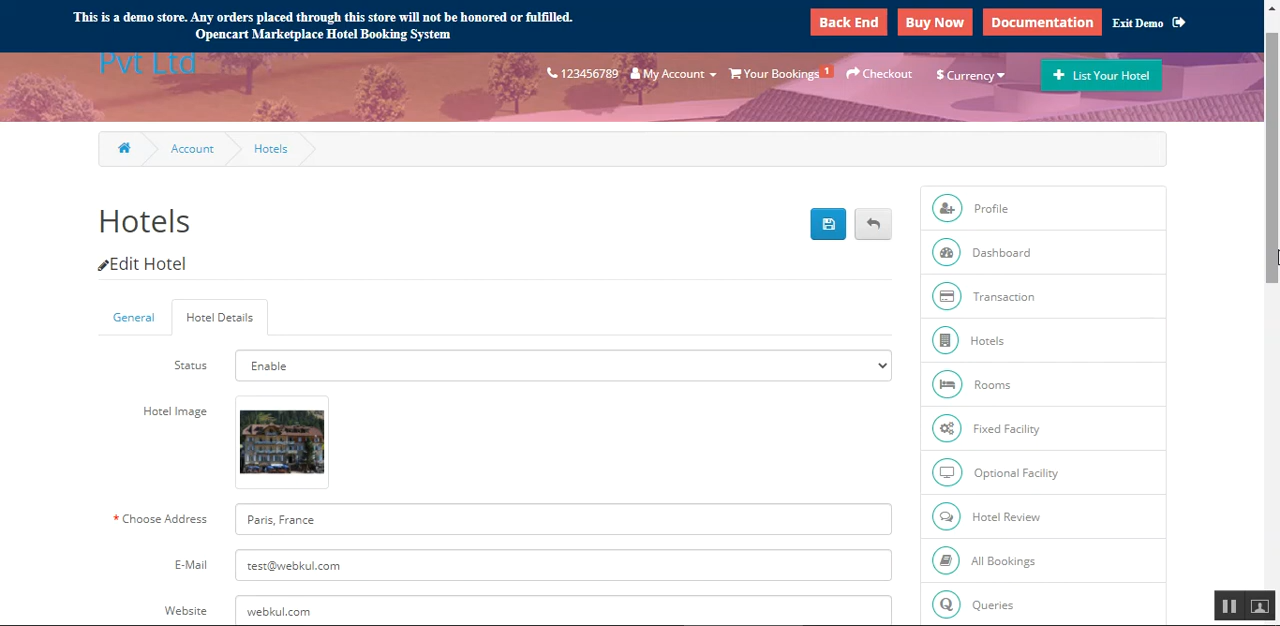 This is a demo store. Any orders placed through this store will not be honored or fulfilled.
Opencart Marketplace Hotel Booking System
Back End
Buy Now
Documentation
Exit Demo
Pvt Ltd
123456789
My Account
Your Bookings
1
Checkout
$ Currency
+ List Your Hotel
Account
Hotels
Hotels
Edit Hotel
General
Hotel Details
Status
Enable
Hotel Image
* Choose Address
Paris, France
E-Mail
test@webkul.com
Website
webkul.com
Profile
Dashboard
Transaction
Hotels
Rooms
Fixed Facility
Optional Facility
Hotel Review
All Bookings
Q
Queries